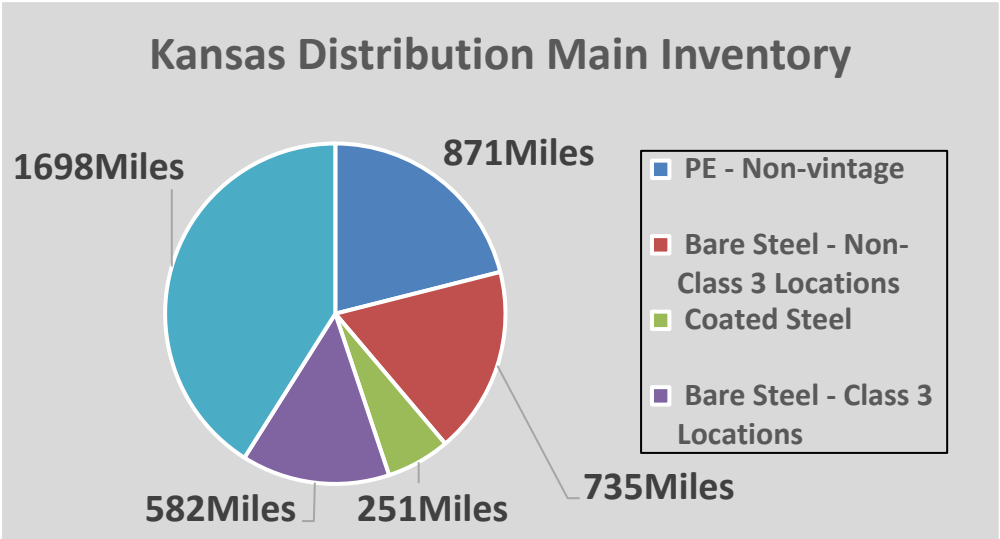 Kansas Distribution Main Inventory
1698Miles
871Miles
PE - Non-vintage
Bare Steel - Non-
Class 3 Locations
Coated Steel
Bare Steel - Class 3
Locations
735Miles
582Miles
251Miles